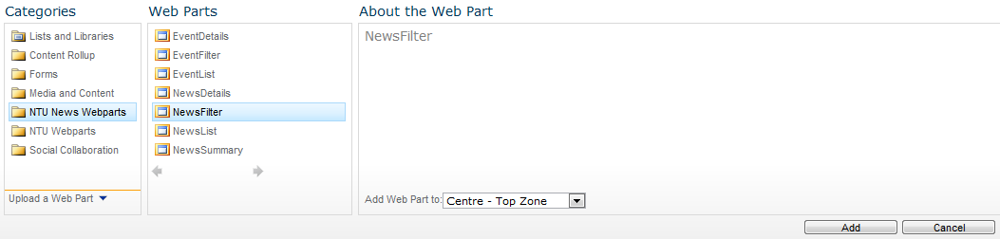 Categories
Lists and Libraries
Content Rollup
Forms
Media and Content
NTU News Webparts
NTU Webparts
Social Collaboration
Upload a Web Part
Web Parts
EventDetails
EventFilter
EventList
NewsDetails
NewsFilter
NewsList
NewsSummary
About the Web Part
NewsFilter
Add Web Part to: Centre - Top Zone
Add Cancel